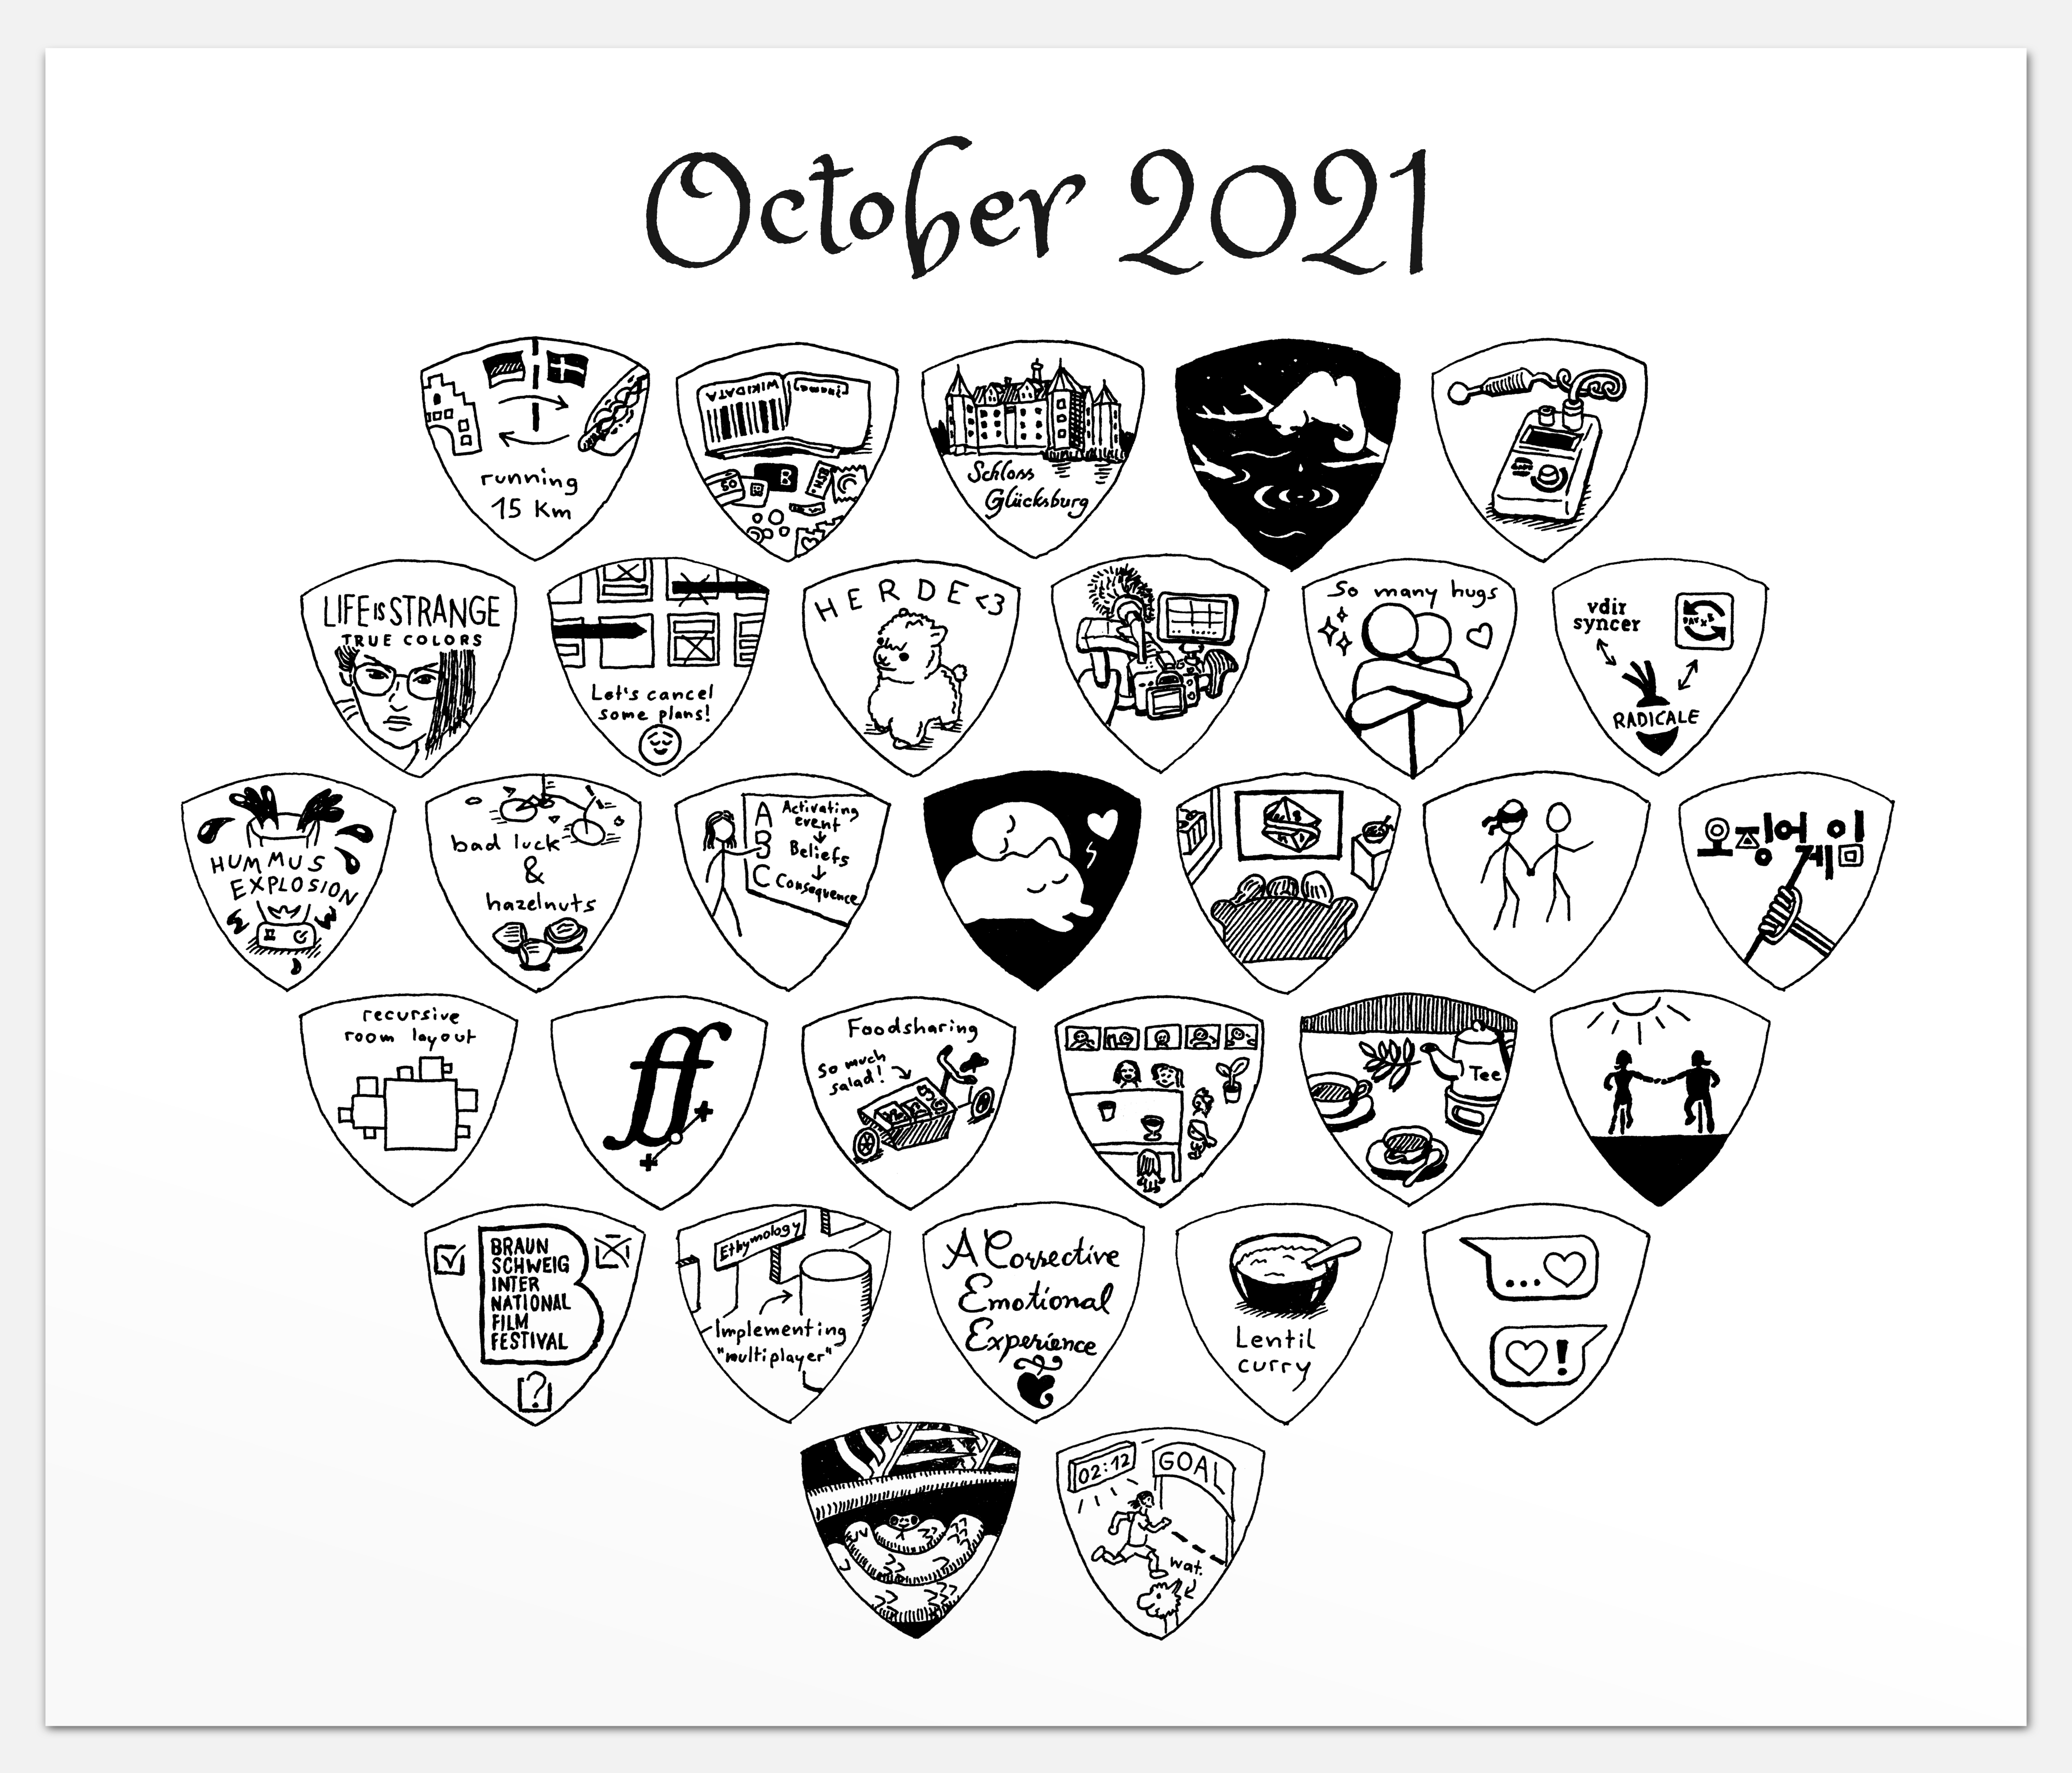 October 2021
running
15 Km
WIKIDATA
50
B
Schloss
Glücksburg
LIFE IS STRANGE
TRUE COLORS
Let's cancel
some plans!
HERDE <3
So many hugs
vdir
syncer
RADICALE
HUMMUS
EXPLOSION
bad luck
&
hazelnuts
A Activating
event
B Beliefs
C Consequence
오징어 게임
recursive
room layout
ff
Foodsharing
So much
salad!
Tee
BRAUN
SCHWEIG
INTER
NATIONAL
FILM
FESTIVAL
?
Ethymology
Implementing
"multiplayer"
A Corrective
Emotional
Experience
Lentil
curry
...
!
02:12
GOAL
wat.